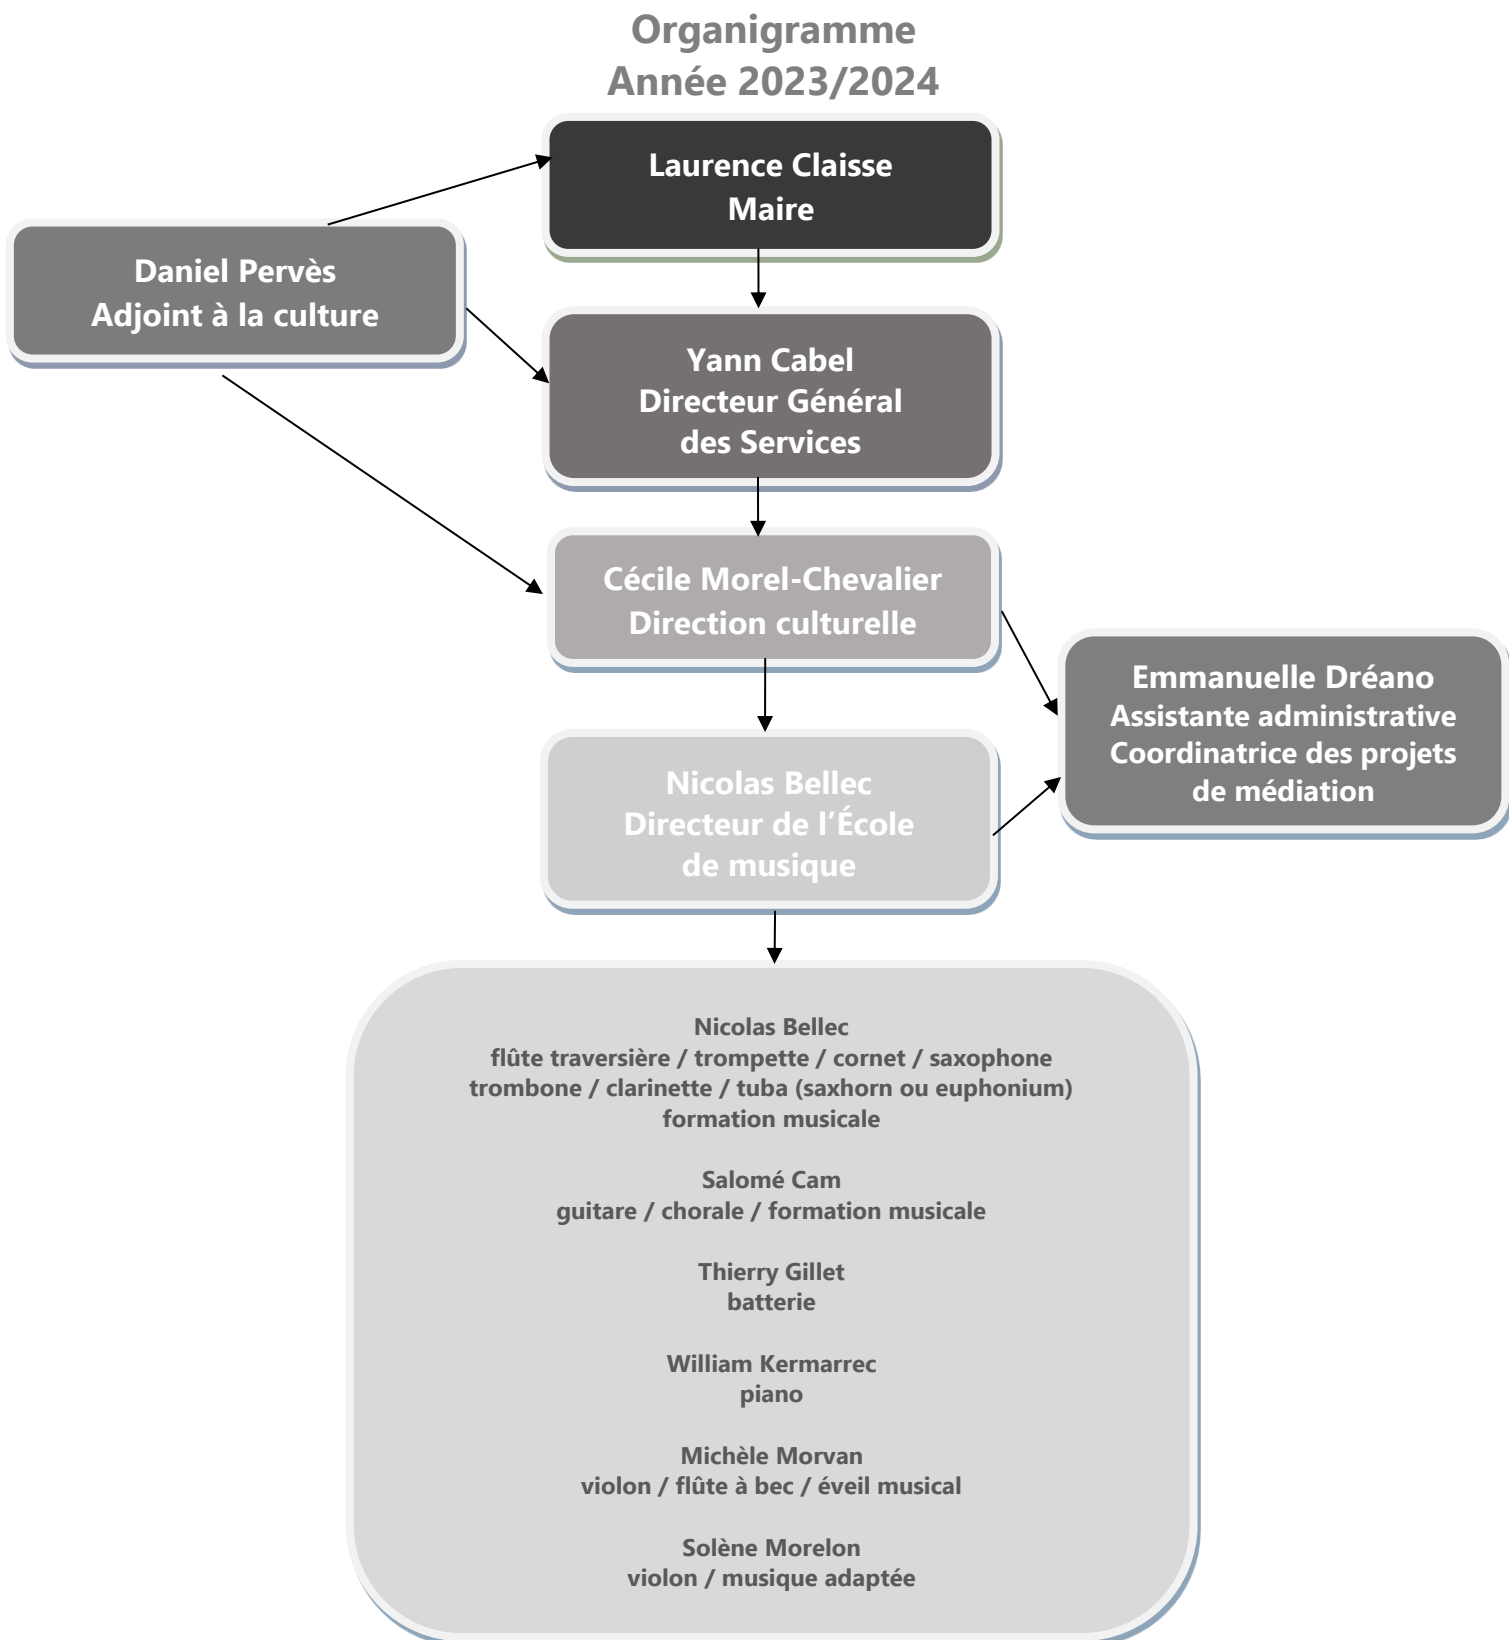 Organigramme
Année 2023/2024
Laurence Claisse
Maire
Daniel Pervès
Adjoint à la culture
Yann Cabel
Directeur Général
des Services
Cécile Morel-Chevalier
Direction culturelle
Emmanuelle Dréano
Assistante administrative
Coordinatrice des projets
de médiation
Nicolas Bellec
Directeur de l’École
de musique
Nicolas Bellec
flûte traversière / trompette / cornet / saxophone
trombone / clarinette / tuba (saxhorn ou euphonium)
formation musicale
Salomé Cam
guitare / chorale / formation musicale
Thierry Gillet
batterie
William Kermarrec
piano
Michèle Morvan
violon / flûte à bec / éveil musical
Solène Morelon
violon / musique adaptée